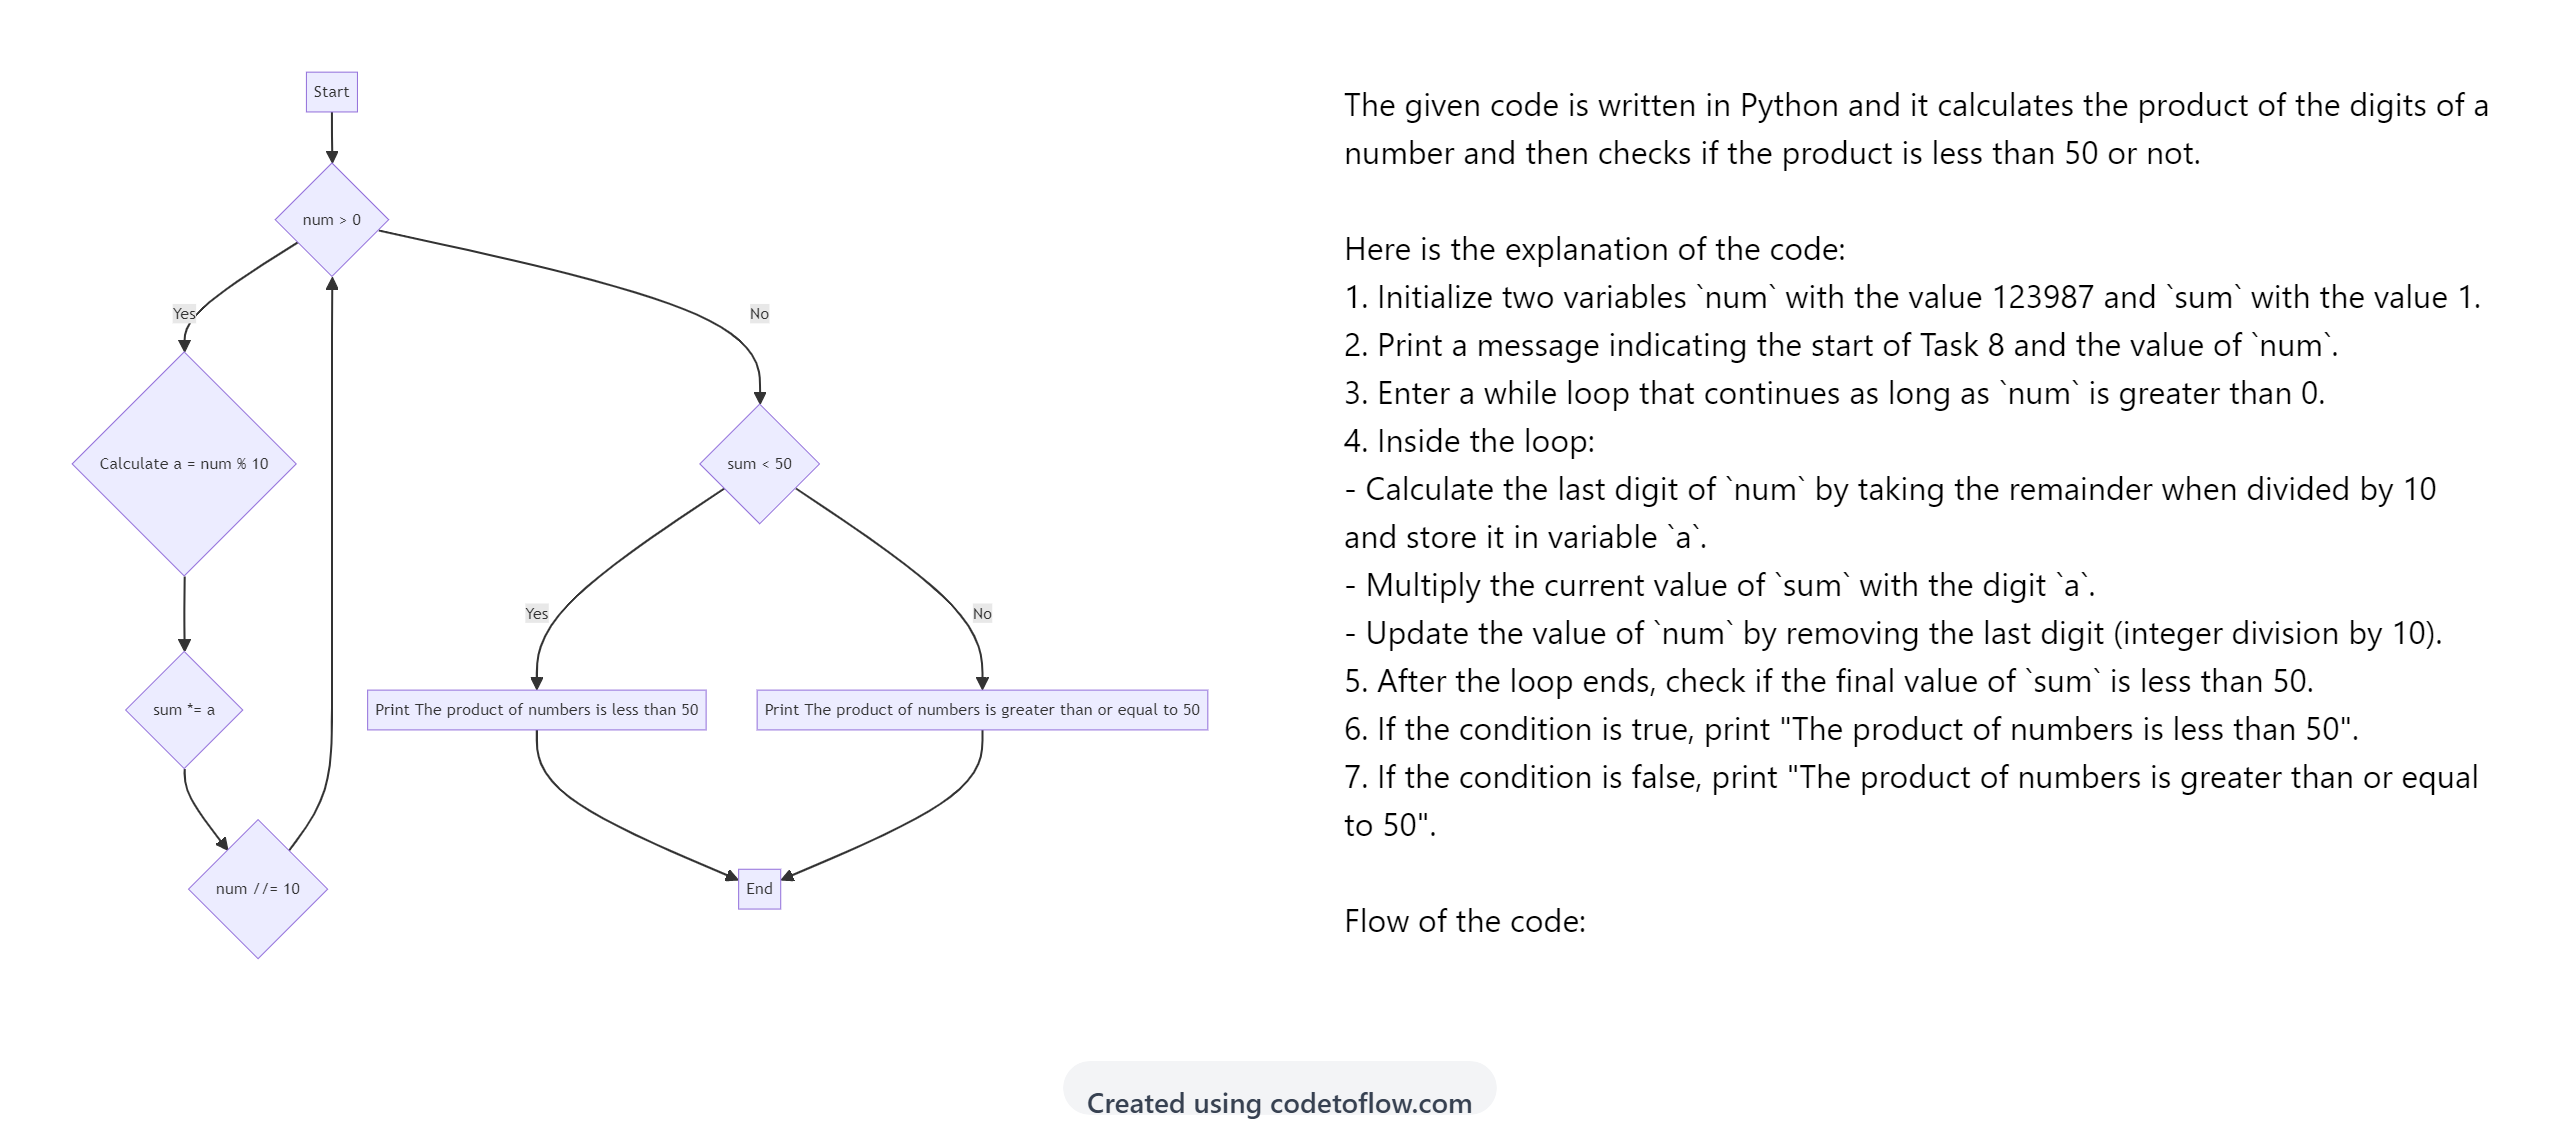 Start
num > 0
Yes
No
Calculate a = num % 10
sum < 50
Yes
No
sum *= a
Print The product of numbers is less than 50
Print The product of numbers is greater than or equal to 50
num //= 10
End
The given code is written in Python and it calculates the product of the digits of a
number and then checks if the product is less than 50 or not.
Here is the explanation of the code:
1. Initialize two variables `num` with the value 123987 and `sum` with the value 1.
2. Print a message indicating the start of Task 8 and the value of `num`.
3. Enter a while loop that continues as long as `num` is greater than 0.
4. Inside the loop:
- Calculate the last digit of `num` by taking the remainder when divided by 10
and store it in variable `a`.
- Multiply the current value of `sum` with the digit `a`.
- Update the value of `num` by removing the last digit (integer division by 10).
5. After the loop ends, check if the final value of `sum` is less than 50.
6. If the condition is true, print "The product of numbers is less than 50".
7. If the condition is false, print "The product of numbers is greater than or equal
to 50".
Flow of the code:
Created using codetoflow.com